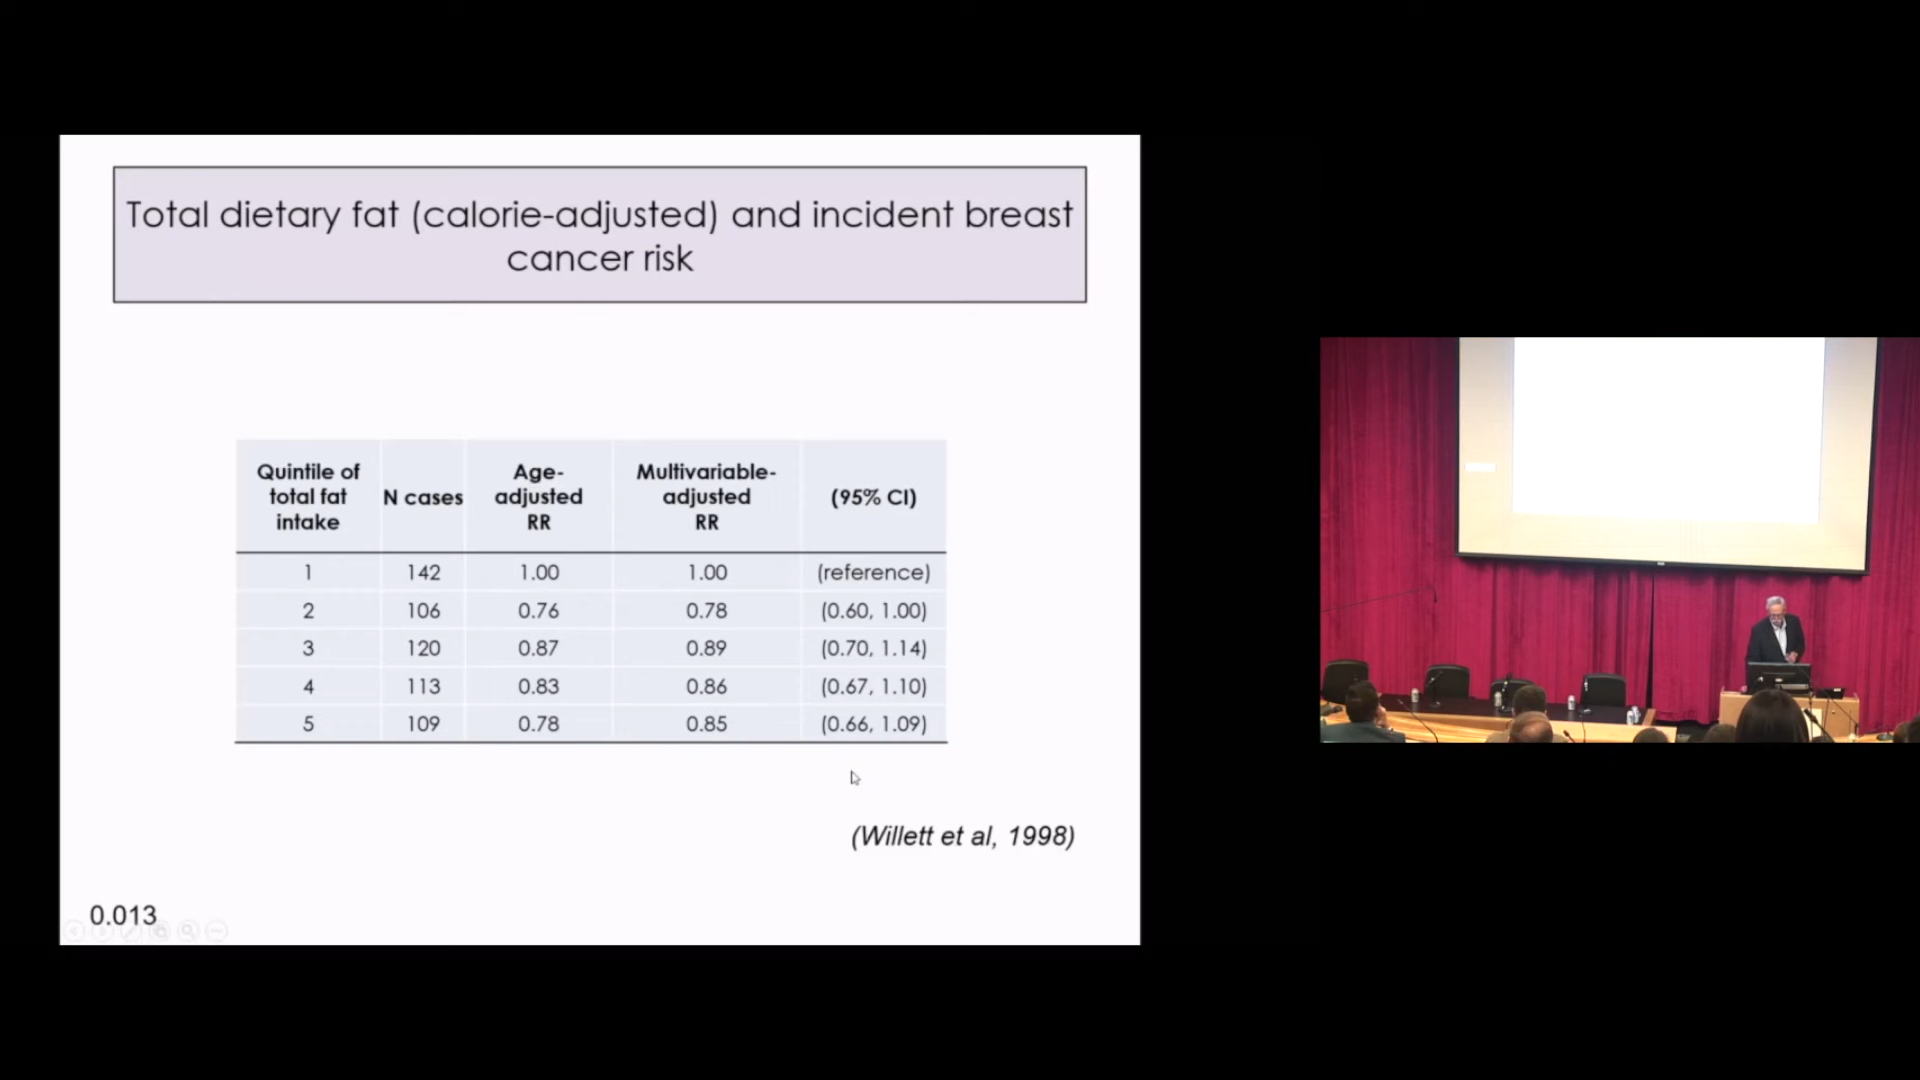 Total dietary fat (calorie-adjusted) and incident breast
cancer risk
Quintile of
total fat
intake
N cases
Age-
adjusted
RR
Multivariable-
adjusted
RR
(95% CI)
1 142 1.00 1.00 (reference)
2 106 0.76 0.78 (0.60, 1.00)
3 120 0.87 0.89 (0.70, 1.14)
4 113 0.83 0.86 (0.67, 1.10)
5 109 0.78 0.85 (0.66, 1.09)
(Willett et al, 1998)
0.013